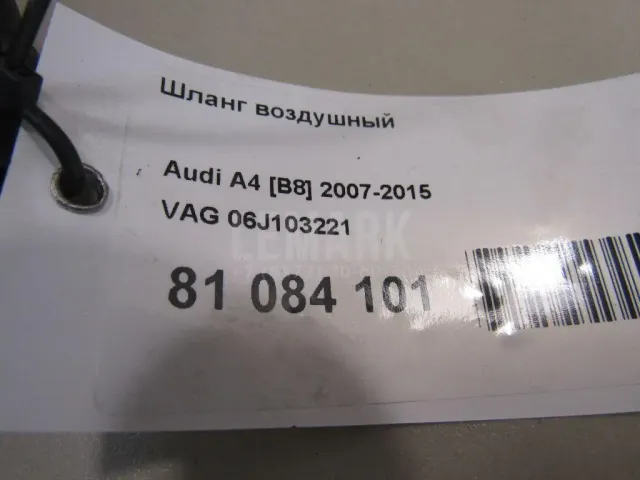 Шланг воздушный
Audi A4 [B8] 2007-2015
VAG 06J103221
LEMARK
81 084 101